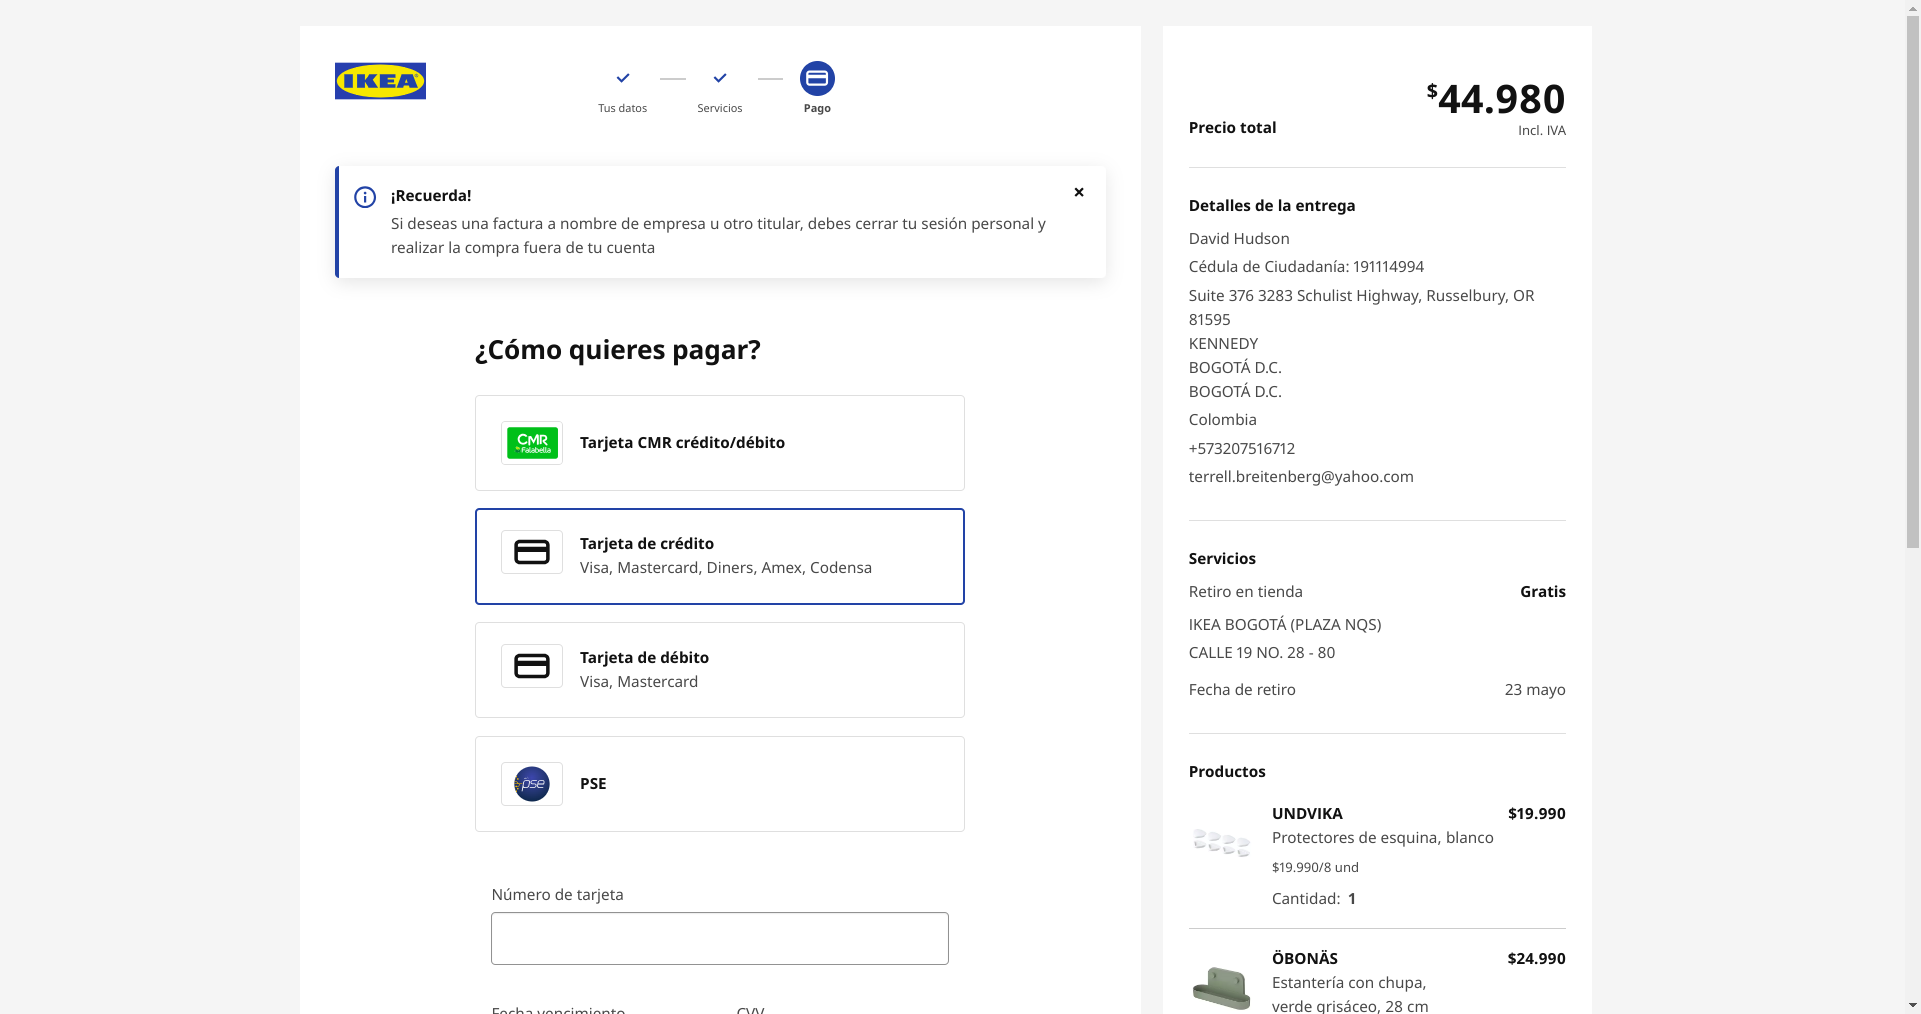 IKEA
Tus datos
Servicios
Pago
¡Recuerda!
Si deseas una factura a nombre de empresa u otro titular, debes cerrar tu sesión personal y
realizar la compra fuera de tu cuenta
¿Cómo quieres pagar?
CMR
Falabella
Tarjeta CMR crédito/débito
Tarjeta de crédito
Visa, Mastercard, Diners, Amex, Codensa
Tarjeta de débito
Visa, Mastercard
pse
PSE
Número de tarjeta
Fecha vencimiento
CVV
Precio total
$44.980
Incl. IVA
Detalles de la entrega
David Hudson
Cédula de Ciudadanía: 191114994
Suite 376 3283 Schulist Highway, Russelbury, OR
81595
KENNEDY
BOGOTÁ D.C.
BOGOTÁ D.C.
Colombia
+573207516712
terrell.breitenberg@yahoo.com
Servicios
Retiro en tienda Gratis
IKEA BOGOTÁ (PLAZA NQS)
CALLE 19 NO. 28 - 80
Fecha de retiro 23 mayo
Productos
UNDVIKA $19.990
Protectores de esquina, blanco
$19.990/8 und
Cantidad: 1
ÖBONÄS $24.990
Estantería con chupa,
verde grisáceo, 28 cm